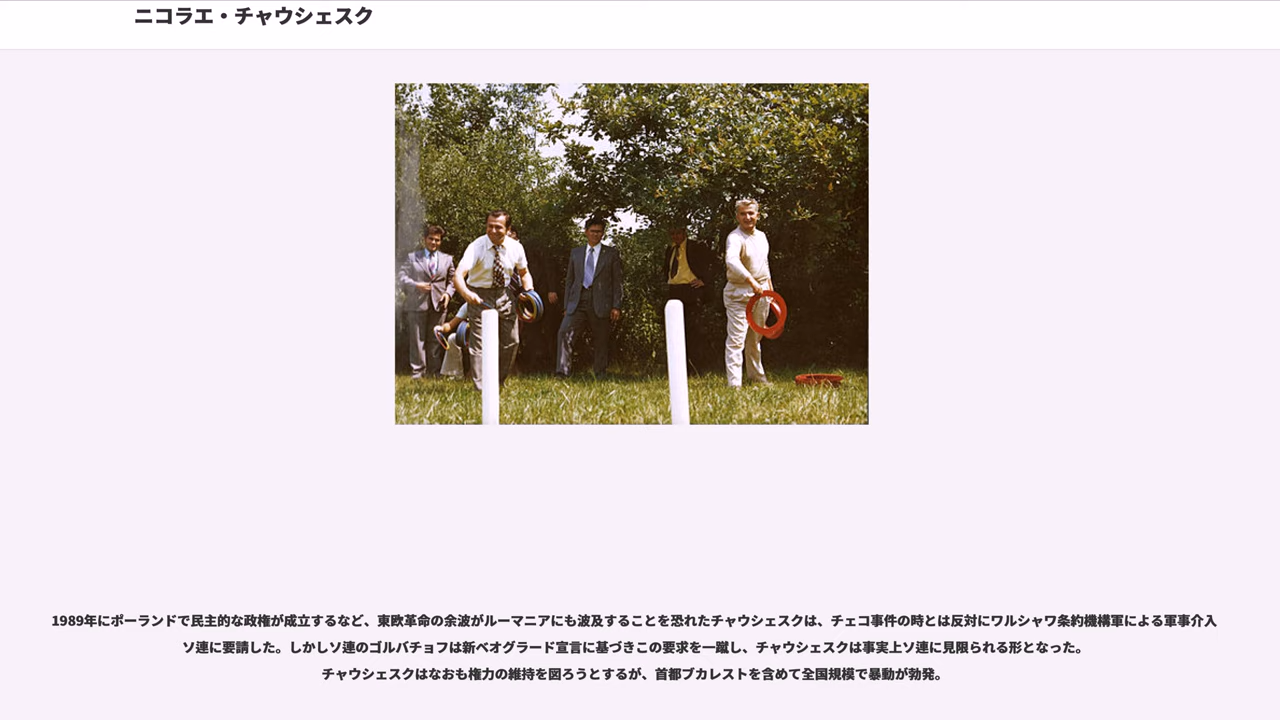 ニコラエ・チャウシェスク
1989年にポーランドで民主的な政権が成立するなど、東欧革命の余波がルーマニアにも波及することを恐れたチャウシェスクは、チェコ事件の時とは反対にワルシャワ条約機構軍による軍事介入
ソ連に要請した。しかしソ連のゴルバチョフは新ベオグラード宣言に基づきこの要求を一蹴し、チャウシェスクは事実上ソ連に見限られる形となった。
チャウシェスクはなおも権力の維持を図ろうとするが、首都ブカレストを含めて全国規模で暴動が勃発。